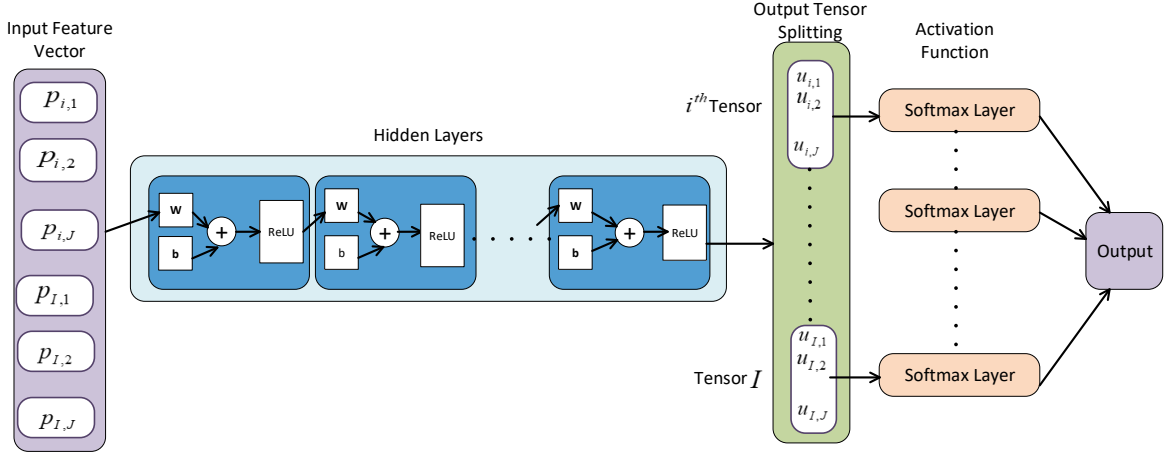 Input Feature
Vector
p_{i,1}
p_{i,2}
p_{i,J}
p_{I,1}
p_{I,2}
p_{I,J}
Hidden Layers
W
b
+
ReLU
W
b
+
ReLU
W
b
+
ReLU
Output Tensor
Splitting
i^{th} Tensor
u_{i,1}
u_{i,2}
u_{i,J}
Tensor I
u_{I,1}
u_{I,2}
u_{I,J}
Activation
Function
Softmax Layer
Softmax Layer
Softmax Layer
Output